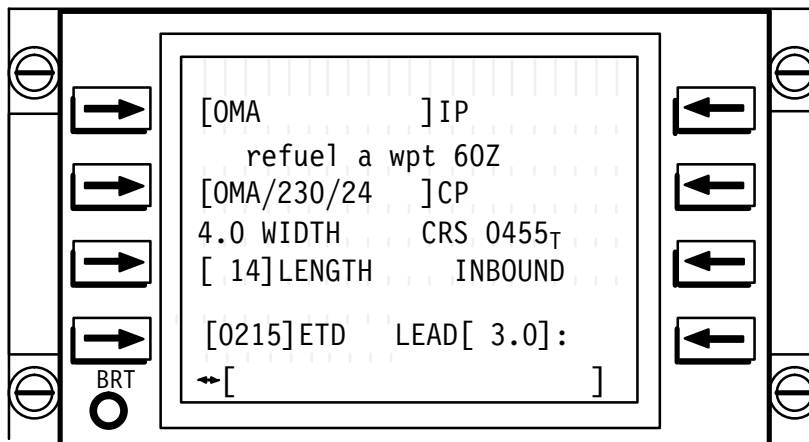 [OMA ]IP
refuel a wpt 60Z
[OMA/230/24 ]CP
4.0 WIDTH CRS 0455T
[ 14]LENGTH INBOUND
[0215]ETD LEAD[ 3.0]:
[ ]
BRT